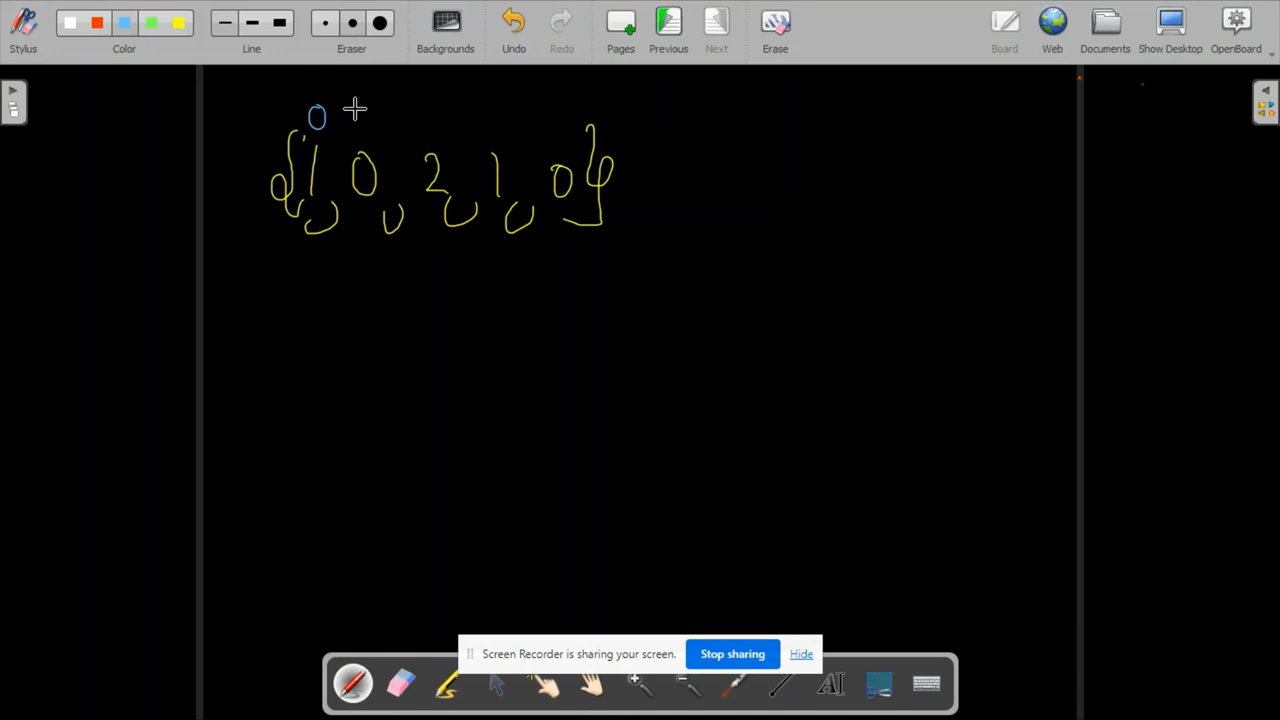 Stylus Color Line Eraser Backgrounds Undo Redo Pages Previous Next Erase Board Web Documents Show Desktop OpenBoard
0
{1, 0, 2, 1, 0}
Screen Recorder is sharing your screen. Stop sharing Hide
AI